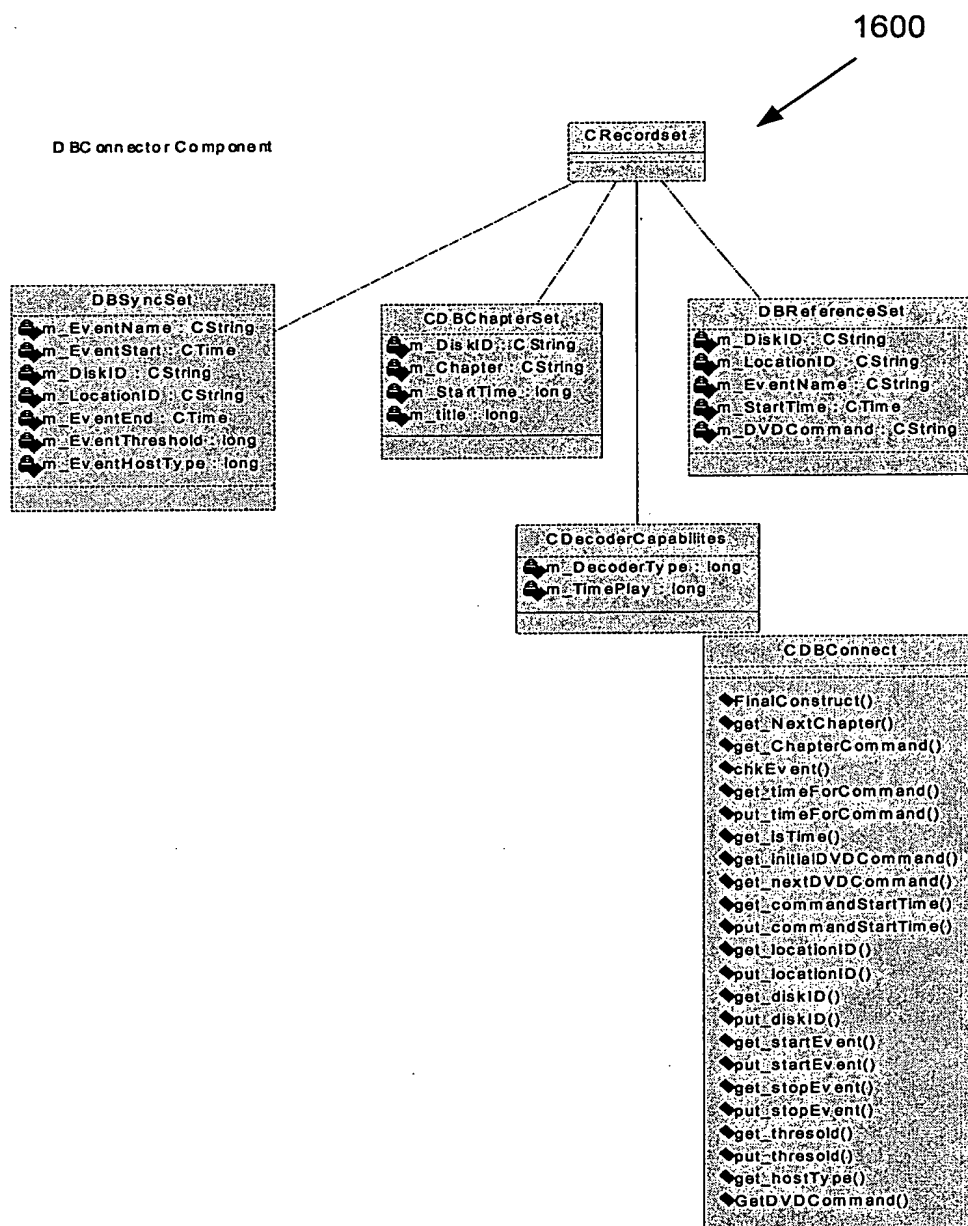 1600
DBConnector Component
CRecordset
DBSyncSet
m_EventName : CString
m_EventStart : CTime
m_DiskID : CString
m_LocationID : CString
m_EventEnd : CTime
m_EventThreshold : long
m_EventHostType : long
CDBChapterSet
m_DiskID : CString
m_Chapter : CString
m_StartTime : long
m_title : long
DBReferenceSet
m_DiskID : CString
m_LocationID : CString
m_EventName : CString
m_StartTime : CTime
m_DVDCommand : CString
CDecoderCapabilites
m_DecoderType : long
m_TimePlay : long
CDBConnect
FinalConstruct()
get_NextChapter()
get_ChapterCommand()
chkEvent()
get_timeForCommand()
put_timeForCommand()
get_isTime()
get_initialDVDCommand()
get_nextDVDCommand()
get_commandStartTime()
put_commandStartTime()
get_locationID()
put_locationID()
get_diskID()
put_diskID()
get_startEvent()
put_startEvent()
get_stopEvent()
put_stopEvent()
get_thresold()
put_thresold()
get_hostType()
GetDVDCommand()